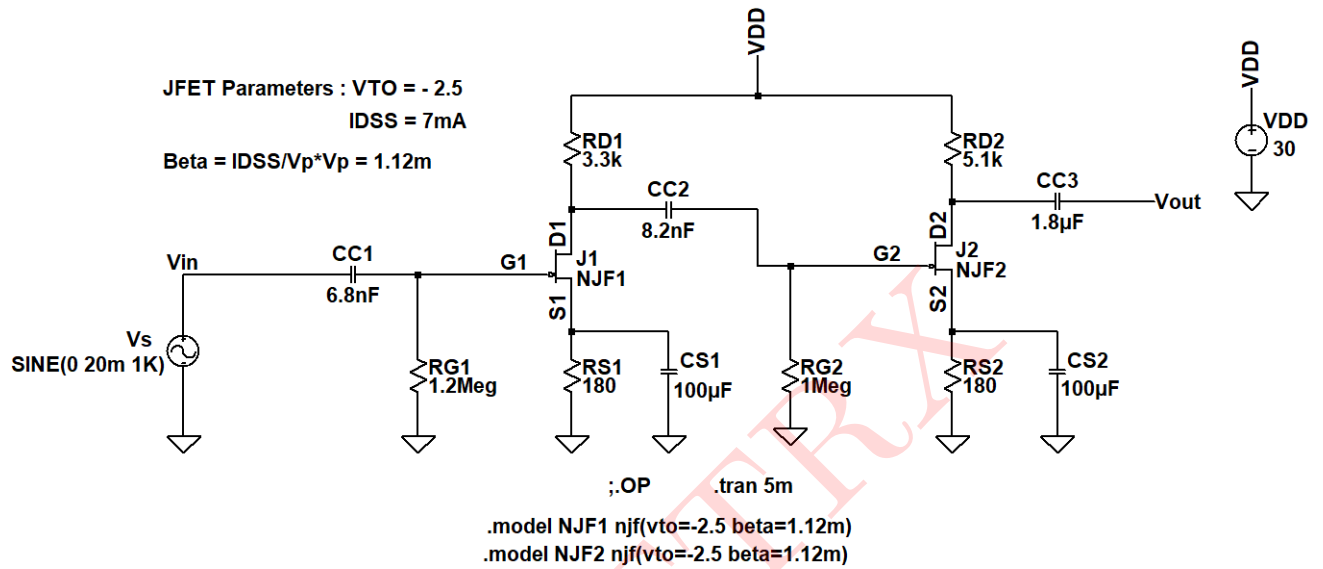 VDD
VDD
JFET Parameters : VTO = - 2.5
IDSS = 7mA
Beta = IDSS/Vp*Vp = 1.12m
RD1
3.3k
RD2
5.1k
VDD
30
CC2
8.2nF
CC3
1.8µF
Vout
D1
J1
NJF1
S1
D2
J2
NJF2
S2
Vin
CC1
6.8nF
G1
G2
Vs
SINE(0 20m 1K)
RG1
1.2Meg
RS1
180
CS1
100µF
RG2
1Meg
RS2
180
CS2
100µF
;.OP
.tran 5m
.model NJF1 njf(vto=-2.5 beta=1.12m)
.model NJF2 njf(vto=-2.5 beta=1.12m)